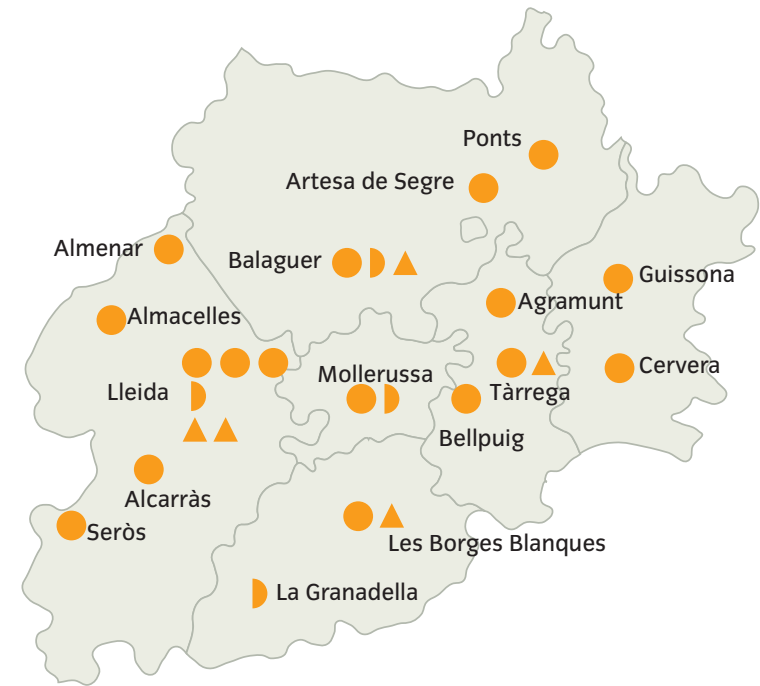 Ponts
Artesa de Segre
Almenar
Balaguer
Guissona
Agramunt
Almacelles
Mollerussa
Cervera
Lleida
Tàrrega
Bellpuig
Alcarràs
Seròs
Les Borges Blanques
La Granadella